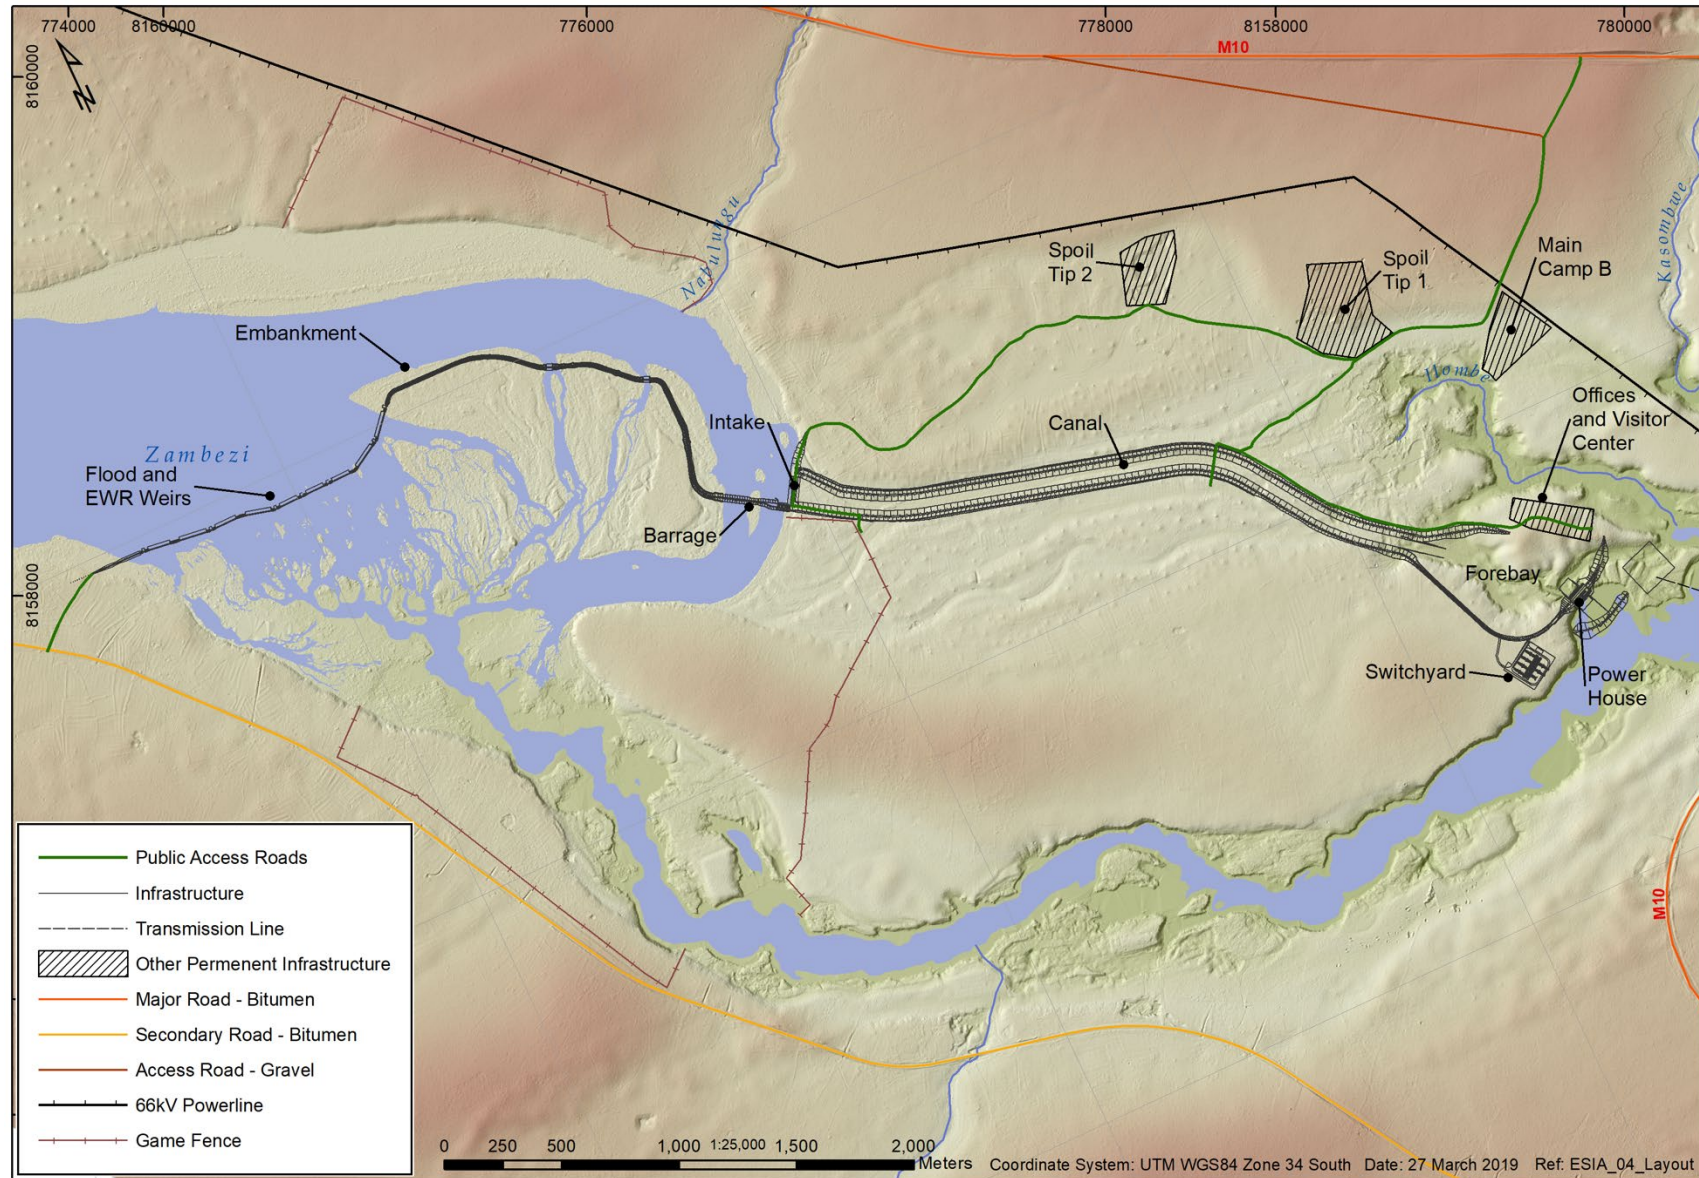 774000
8160000
776000
778000
8158000
780000
M10
8160000
N
Nabulungu
Kasombwe
Spoil
Tip 2
Spoil
Tip 1
Main
Camp B
Embankment
Wombe
Offices
and Visitor
Center
Intake
Canal
Zambezi
Flood and
EWR Weirs
Barrage
Forebay
8158000
Switchyard
Power
House
M10
Public Access Roads
Infrastructure
Transmission Line
Other Permenent Infrastructure
Major Road - Bitumen
Secondary Road - Bitumen
Access Road - Gravel
66kV Powerline
Game Fence
0 250 500 1,000 1:25,000 1,500 2,000
Meters
Coordinate System: UTM WGS84 Zone 34 South Date: 27 March 2019 Ref: ESIA_04_Layout